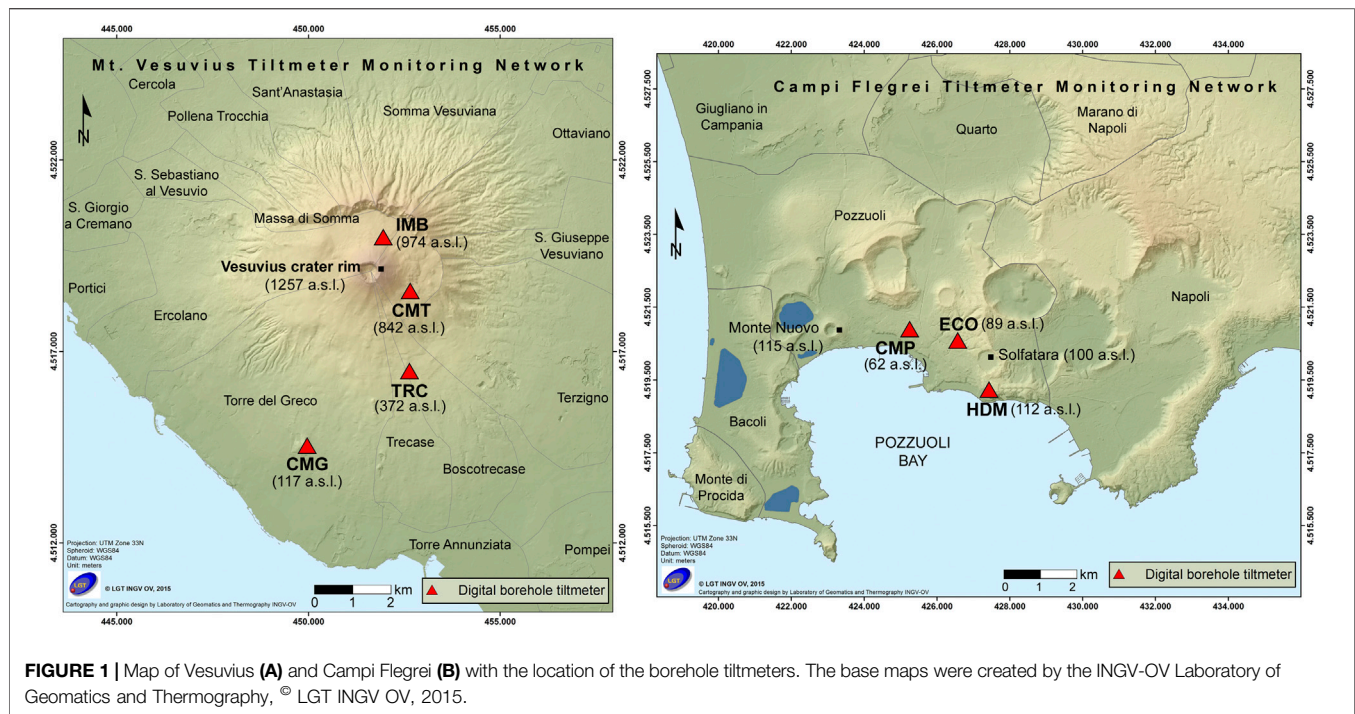 445.000
450.000
455.000
Mt. Vesuvius Tiltmeter Monitoring Network
Cercola
Sant'Anastasia
Pollena Trocchia
Somma Vesuviana
Ottaviano
N
4.522.000
4.522.000
S. Sebastiano
al Vesuvio
S. Giorgio
a Cremano
Massa di Somma
IMB
(974 a.s.l.)
S. Giuseppe
Vesuviano
Vesuvius crater rim
(1257 a.s.l.)
Portici
Ercolano
CMT
(842 a.s.l.)
4.517.000
4.517.000
TRC
(372 a.s.l.)
Torre del Greco
Terzigno
Trecase
CMG
(117 a.s.l.)
Boscotrecase
4.512.000
4.512.000
Torre Annunziata
Pompei
Projection: UTM Zone 33N
Spheroid: WGS84
Datum: WGS84
Unit: meters
LGT
© LGT INGV OV, 2015
Cartography and graphic design by Laboratory of Geomatics and Thermography INGV-OV
km
0 1 2
Digital borehole tiltmeter
445.000
450.000
455.000
420.000
422.000
424.000
426.000
428.000
430.000
432.000
434.000
Campi Flegrei Tiltmeter Monitoring Network
4.527.500
4.527.500
Giugliano in
Campania
Quarto
Marano di
Napoli
4.525.500
4.525.500
N
Pozzuoli
4.523.500
4.523.500
Napoli
4.521.500
4.521.500
Monte Nuovo
(115 a.s.l.)
CMP
(62 a.s.l.)
ECO (89 a.s.l.)
Solfatara (100 a.s.l.)
4.519.500
4.519.500
HDM (112 a.s.l.)
Bacoli
POZZUOLI
BAY
4.517.500
4.517.500
Monte di
Procida
4.515.500
4.515.500
Projection: UTM Zone 33N
Spheroid: WGS84
Datum: WGS84
Unit: meters
LGT
© LGT INGV OV, 2015
Cartography and graphic design by Laboratory of Geomatics and Thermography INGV-OV
km
0 1 2
Digital borehole tiltmeter
420.000
422.000
424.000
426.000
428.000
430.000
432.000
434.000
FIGURE 1 | Map of Vesuvius (A) and Campi Flegrei (B) with the location of the borehole tiltmeters. The base maps were created by the INGV-OV Laboratory of
Geomatics and Thermography, © LGT INGV OV, 2015.